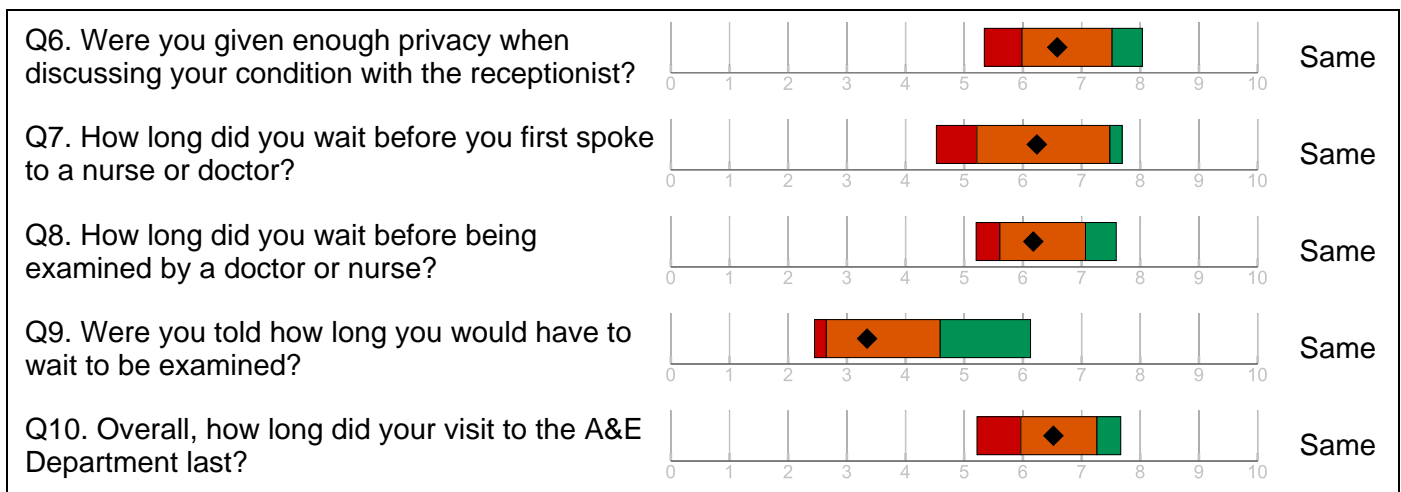 Q6. Were you given enough privacy when
discussing your condition with the receptionist?
0 1 2 3 4 5 6 7 8 9 10
Same
Q7. How long did you wait before you first spoke
to a nurse or doctor?
0 1 2 3 4 5 6 7 8 9 10
Same
Q8. How long did you wait before being
examined by a doctor or nurse?
0 1 2 3 4 5 6 7 8 9 10
Same
Q9. Were you told how long you would have to
wait to be examined?
0 1 2 3 4 5 6 7 8 9 10
Same
Q10. Overall, how long did your visit to the A&E
Department last?
0 1 2 3 4 5 6 7 8 9 10
Same